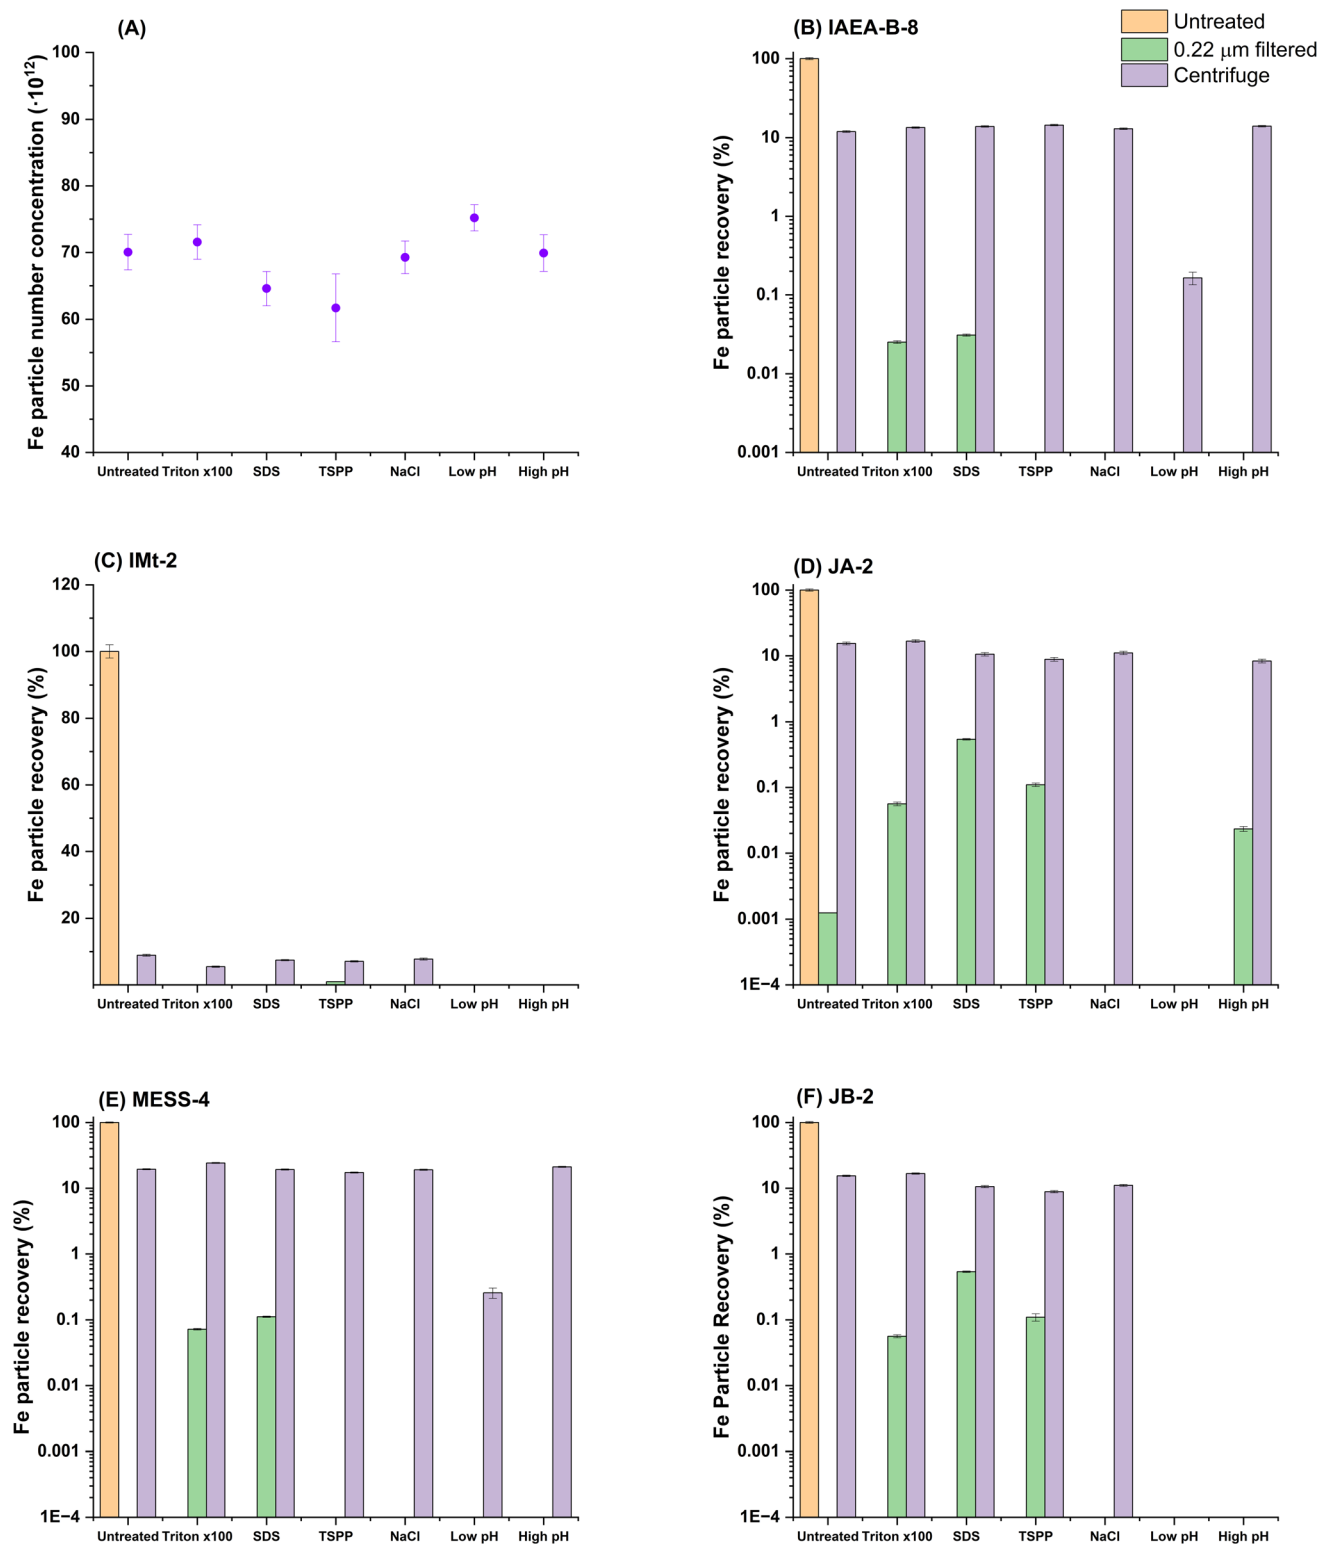 (A)
Fe particle number concentration (·10¹²)
100
90
80
70
60
50
40
Untreated Triton x100 SDS TSPP NaCl Low pH High pH
(B) IAEA-B-8
Untreated
0.22 μm filtered
Centrifuge
Fe particle recovery (%)
100
10
1
0.1
0.01
0.001
Untreated Triton x100 SDS TSPP NaCl Low pH High pH
(C) IMt-2
Fe particle recovery (%)
120
100
80
60
40
20
Untreated Triton x100 SDS TSPP NaCl Low pH High pH
(D) JA-2
Fe particle recovery (%)
100
10
1
0.1
0.01
0.001
1E−4
Untreated Triton x100 SDS TSPP NaCl Low pH High pH
(E) MESS-4
Fe particle recovery (%)
100
10
1
0.1
0.01
0.001
1E−4
Untreated Triton x100 SDS TSPP NaCl Low pH High pH
(F) JB-2
Fe Particle Recovery (%)
100
10
1
0.1
0.01
0.001
1E−4
Untreated Triton x100 SDS TSPP NaCl Low pH High pH